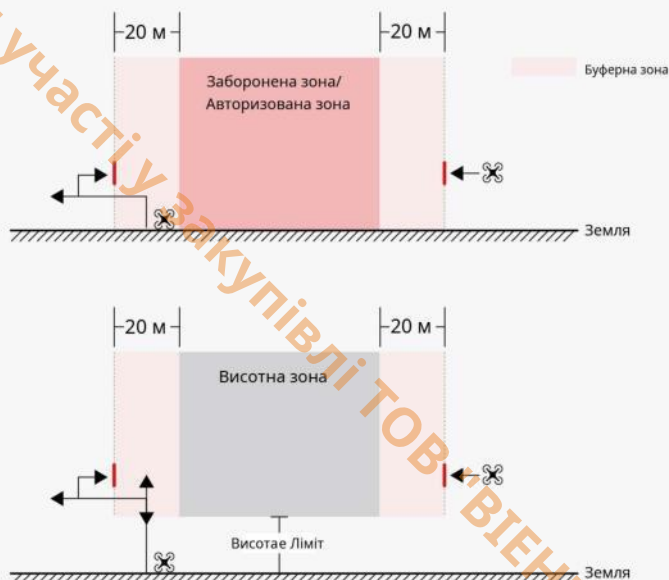 20 м
20 м
Заборонена зона/
Авторизована зона
Буферна зона
Земля
20 м
20 м
Висотна зона
Висотає Ліміт
Земля
участі у закупівлі ТОВ "ВІЕН